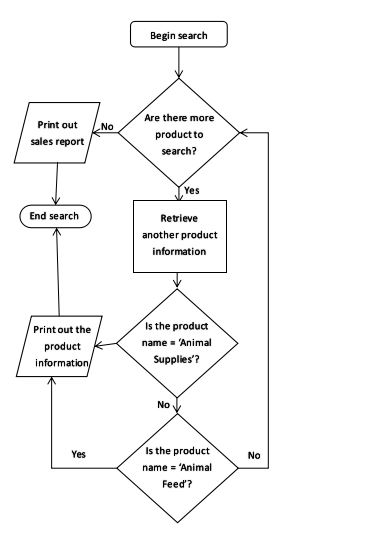 Begin search
Are there more
product to
search?
No
Print out
sales report
Yes
End search
Retrieve
another product
information
Is the product
name = ‘Animal
Supplies’?
Print out the
product
information
No
Is the product
name = ‘Animal
Feed’?
Yes
No